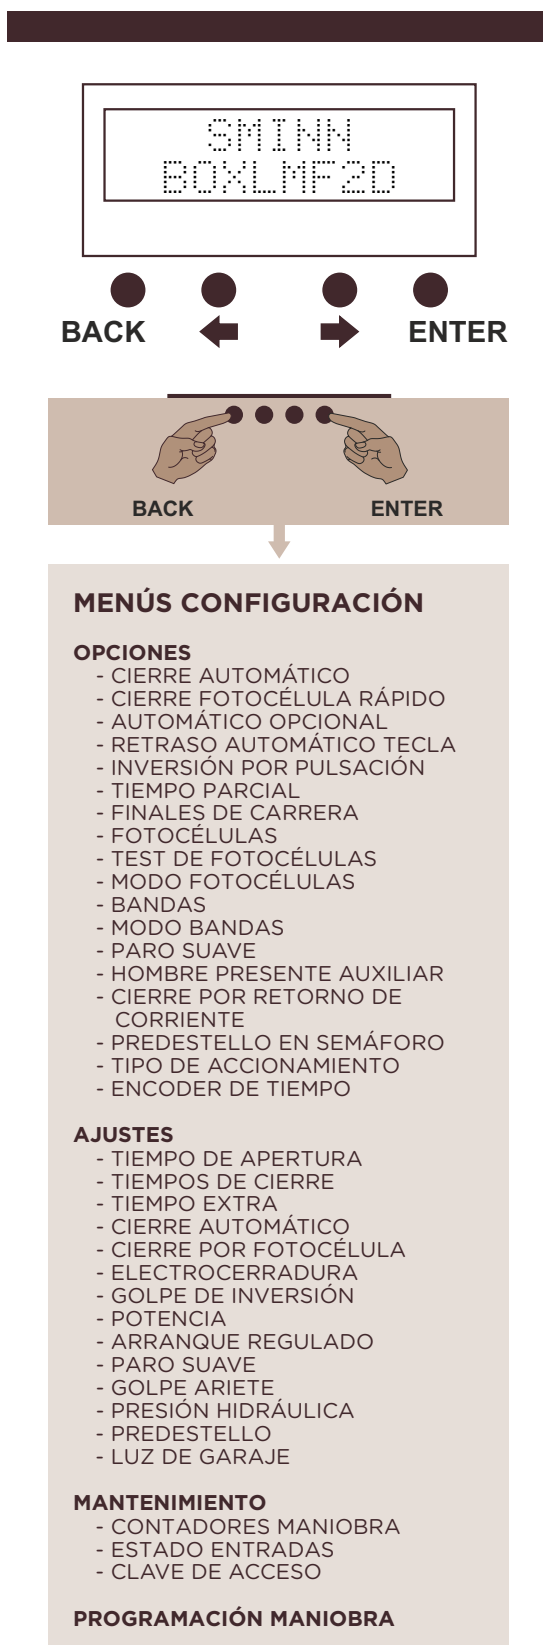 SMINN
BOXLMF2D
BACK ENTER
BACK ENTER
MENÚS CONFIGURACIÓN
OPCIONES
- CIERRE AUTOMÁTICO
- CIERRE FOTOCÉLULA RÁPIDO
- AUTOMÁTICO OPCIONAL
- RETRASO AUTOMÁTICO TECLA
- INVERSIÓN POR PULSACIÓN
- TIEMPO PARCIAL
- FINALES DE CARRERA
- FOTOCÉLULAS
- TEST DE FOTOCÉLULAS
- MODO FOTOCÉLULAS
- BANDAS
- MODO BANDAS
- PARO SUAVE
- HOMBRE PRESENTE AUXILIAR
- CIERRE POR RETORNO DE
CORRIENTE
- PREDESTELLO EN SEMÁFORO
- TIPO DE ACCIONAMIENTO
- ENCODER DE TIEMPO
AJUSTES
- TIEMPO DE APERTURA
- TIEMPOS DE CIERRE
- TIEMPO EXTRA
- CIERRE AUTOMÁTICO
- CIERRE POR FOTOCÉLULA
- ELECTROCERRADURA
- GOLPE DE INVERSIÓN
- POTENCIA
- ARRANQUE REGULADO
- PARO SUAVE
- GOLPE ARIETE
- PRESIÓN HIDRÁULICA
- PREDESTELLO
- LUZ DE GARAJE
MANTENIMIENTO
- CONTADORES MANIOBRA
- ESTADO ENTRADAS
- CLAVE DE ACCESO
PROGRAMACIÓN MANIOBRA